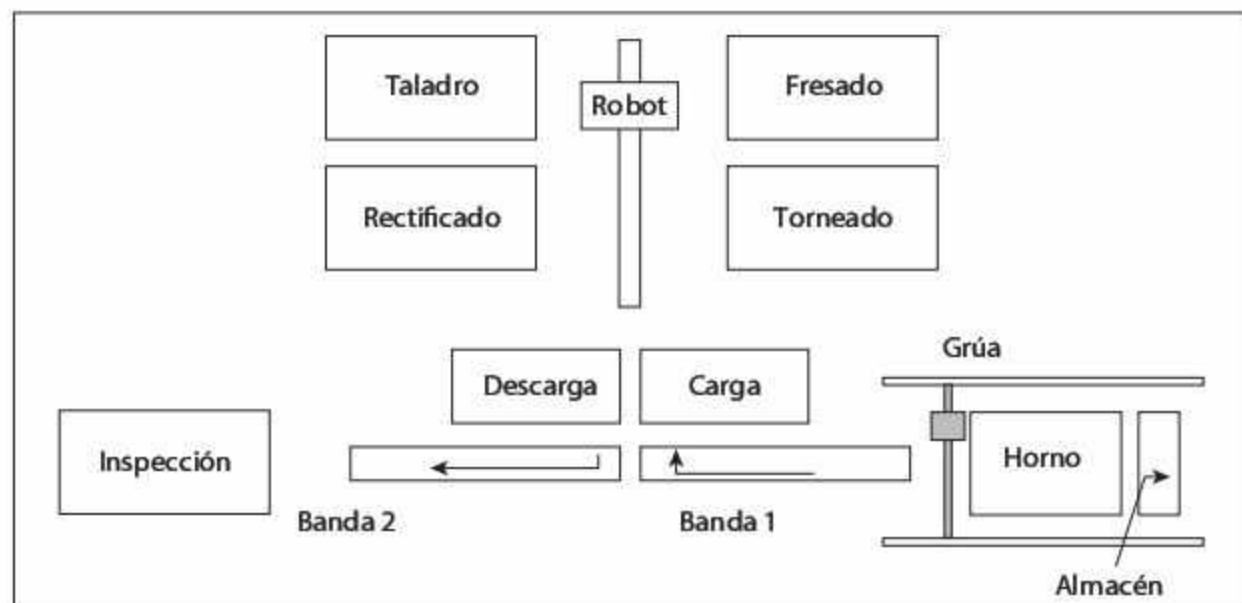 Taladro
Robot
Fresado
Rectificado
Torneado
Grúa
Descarga
Carga
Inspección
Horno
Banda 2
Banda 1
Almacén